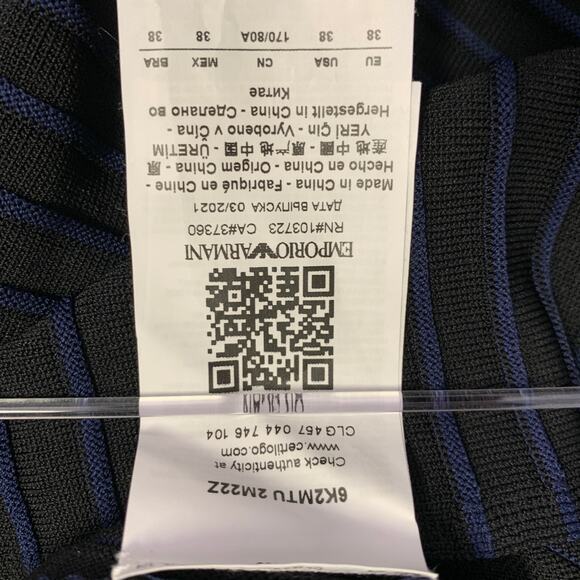 6K2MTU 2M22Z
Check authenticity at
www.certilogo.com
CLG 457 044 746 104
EMPORIO ARMANI
RN#103723 CA#37360
ДАТА ВЫПУСКА 03/2021
Made in China - Fabriqué en Chine -
Hecho en China - Origem China - 原
産地 中國 - 原产地 中国 - ÜRETİM
YERİ Çin - Vyrobeno v Čína -
Hergestellt in China - Сделано во
Китае
EU USA CN MEX BRA
38 38 170/80A 38 38